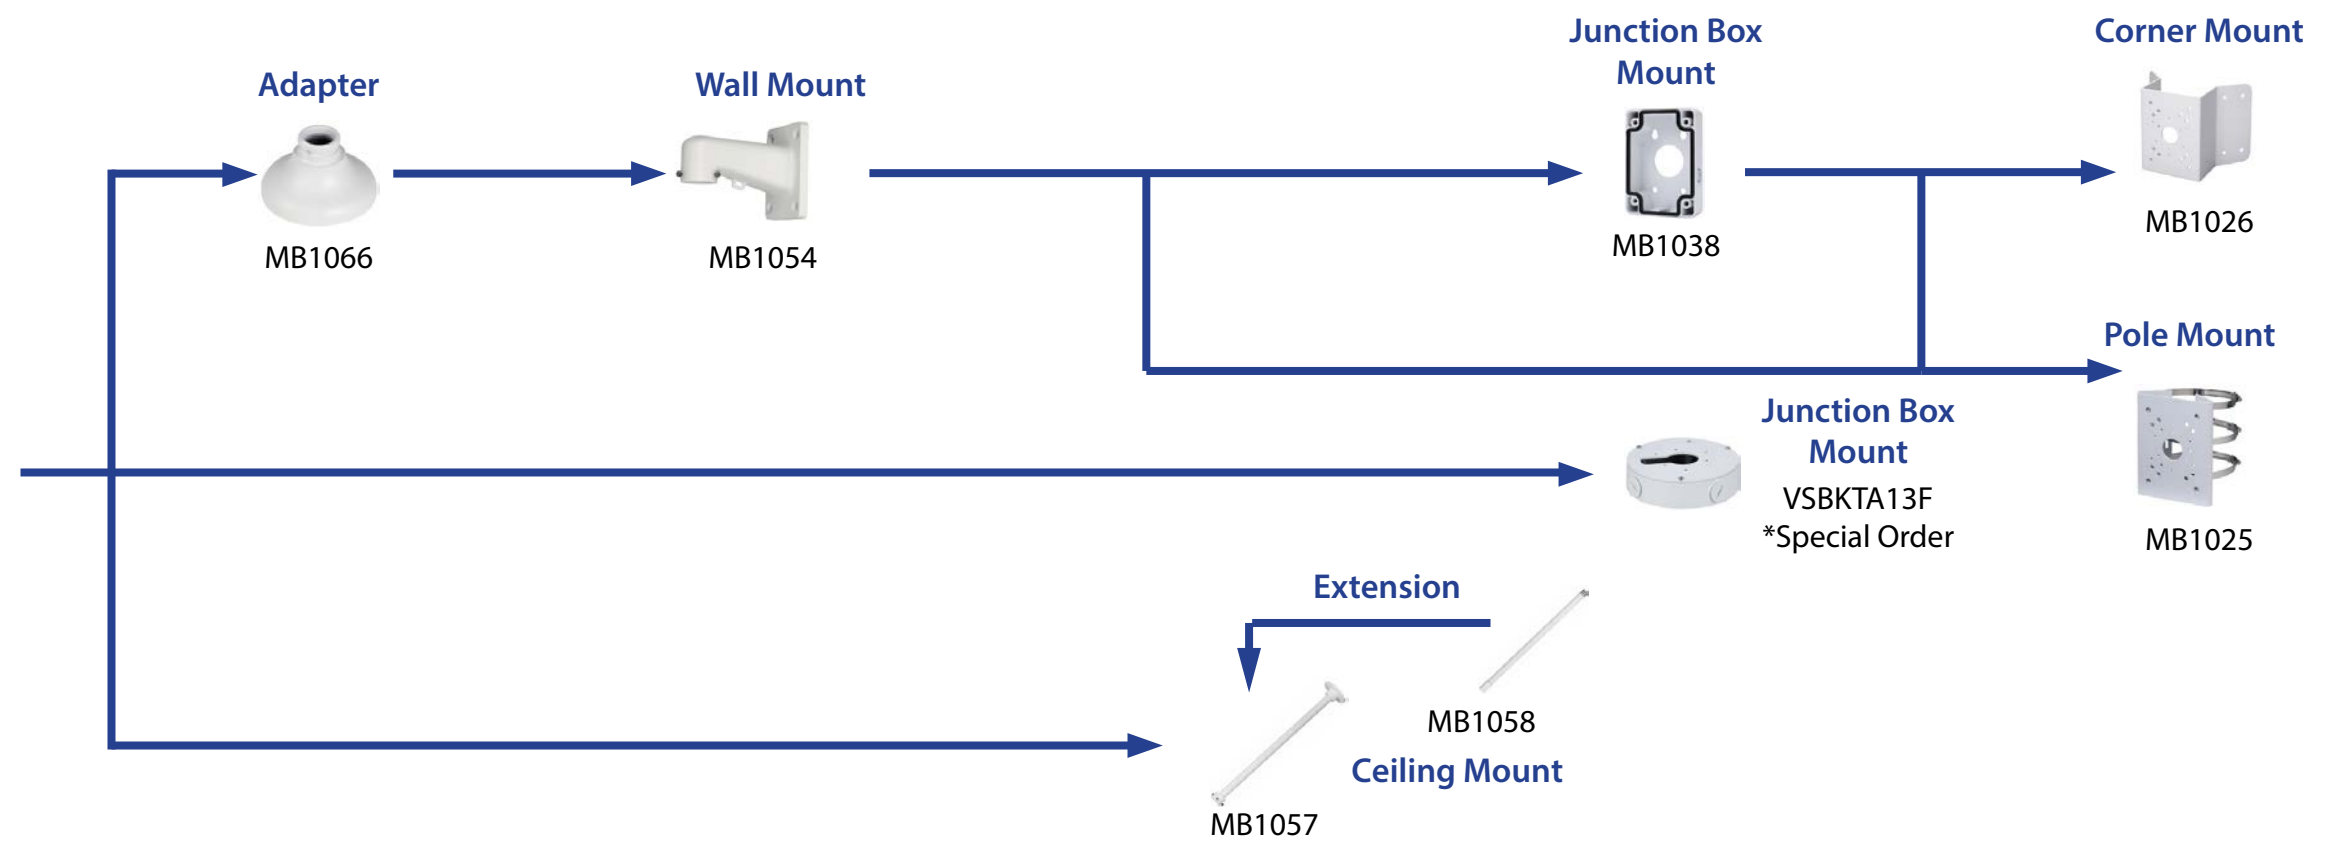 Adapter
MB1066
Wall Mount
MB1054
Junction Box
Mount
MB1038
Corner Mount
MB1026
Pole Mount
MB1025
Junction Box
Mount
VSBKTA13F
*Special Order
Extension
MB1058
Ceiling Mount
MB1057